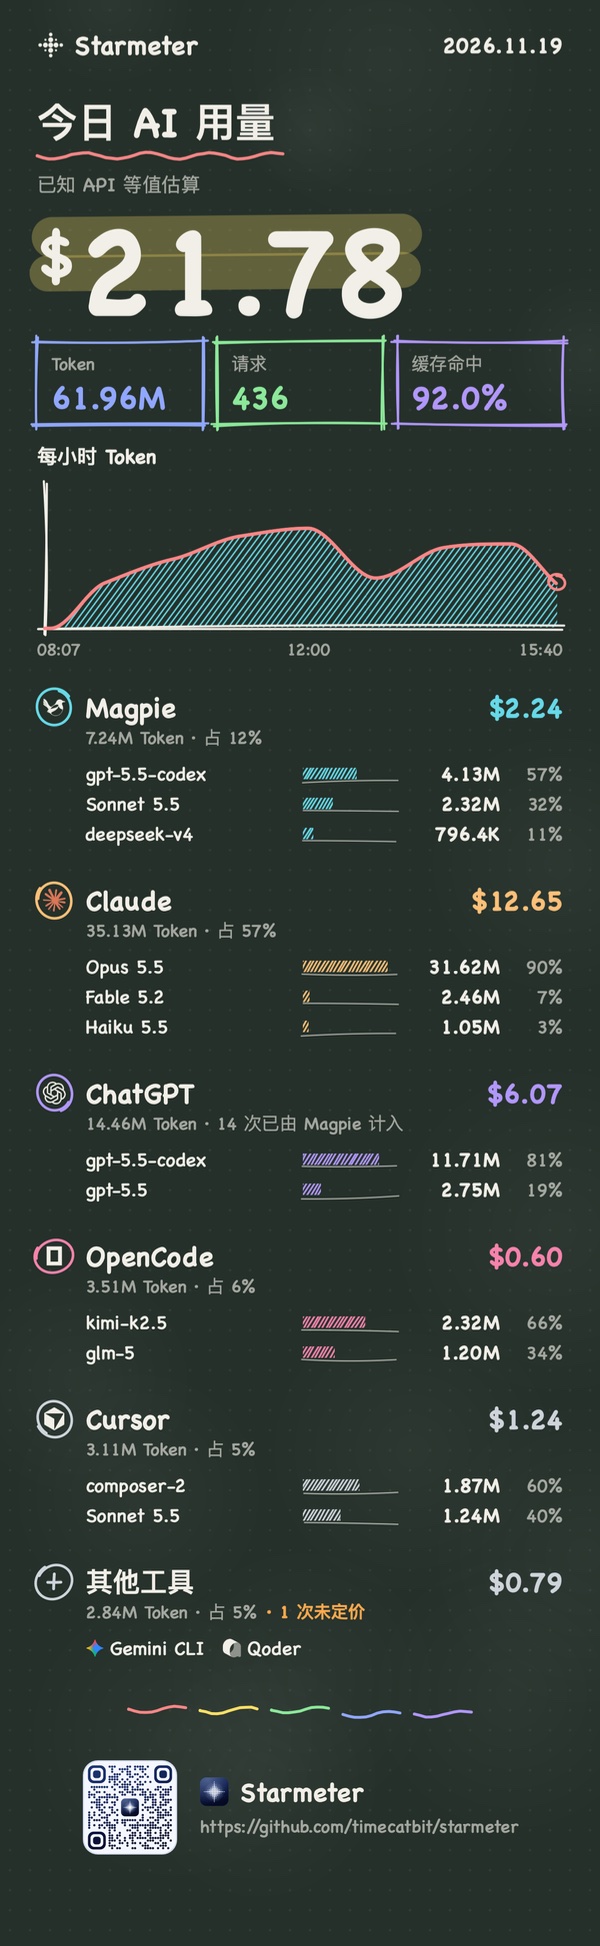 Starmeter 2026.11.19
今日 AI 用量
已知 API 等值估算
$21.78
Token 请求 缓存命中
61.96M 436 92.0%
每小时 Token
08:07 12:00 15:40
Magpie $2.24
7.24M Token · 占 12%
gpt-5.5-codex 4.13M 57%
Sonnet 5.5 2.32M 32%
deepseek-v4 796.4K 11%
Claude $12.65
35.13M Token · 占 57%
Opus 5.5 31.62M 90%
Fable 5.2 2.46M 7%
Haiku 5.5 1.05M 3%
ChatGPT $6.07
14.46M Token · 14 次已由 Magpie 计入
gpt-5.5-codex 11.71M 81%
gpt-5.5 2.75M 19%
OpenCode $0.60
3.51M Token · 占 6%
kimi-k2.5 2.32M 66%
glm-5 1.20M 34%
Cursor $1.24
3.11M Token · 占 5%
composer-2 1.87M 60%
Sonnet 5.5 1.24M 40%
其他工具 $0.79
2.84M Token · 占 5% · 1 次未定价
Gemini CLI Qoder
Starmeter
https://github.com/timecatbit/starmeter